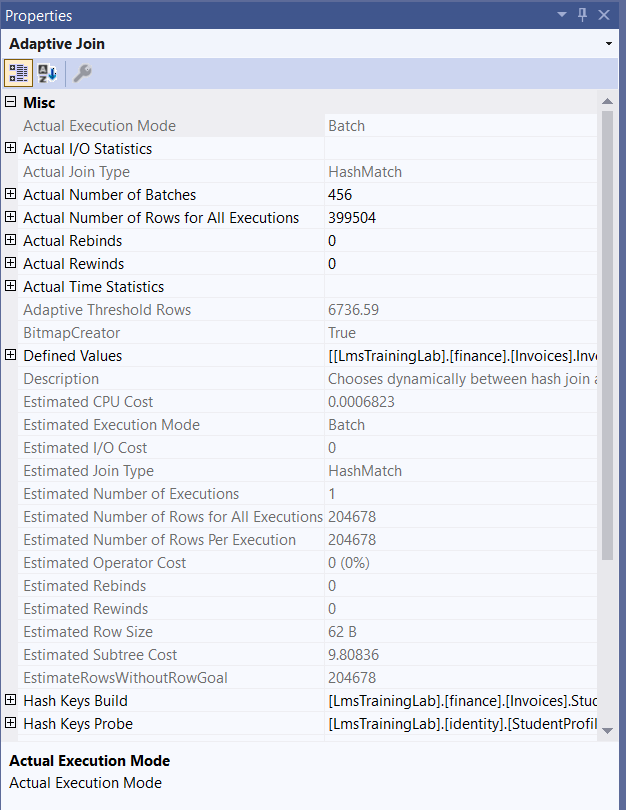 Properties
Adaptive Join
Misc
Actual Execution Mode Batch
Actual I/O Statistics
Actual Join Type HashMatch
Actual Number of Batches 456
Actual Number of Rows for All Executions 399504
Actual Rebinds 0
Actual Rewinds 0
Actual Time Statistics
Adaptive Threshold Rows 6736.59
BitmapCreator True
Defined Values [[LmsTrainingLab].[finance].[Invoices].Inv
Description Chooses dynamically between hash join a
Estimated CPU Cost 0.0006823
Estimated Execution Mode Batch
Estimated I/O Cost 0
Estimated Join Type HashMatch
Estimated Number of Executions 1
Estimated Number of Rows for All Executions 204678
Estimated Number of Rows Per Execution 204678
Estimated Operator Cost 0 (0%)
Estimated Rebinds 0
Estimated Rewinds 0
Estimated Row Size 62 B
Estimated Subtree Cost 9.80836
EstimateRowsWithoutRowGoal 204678
Hash Keys Build [LmsTrainingLab].[finance].[Invoices].Stuc
Hash Keys Probe [LmsTrainingLab].[identity].[StudentProfil
Actual Execution Mode
Actual Execution Mode